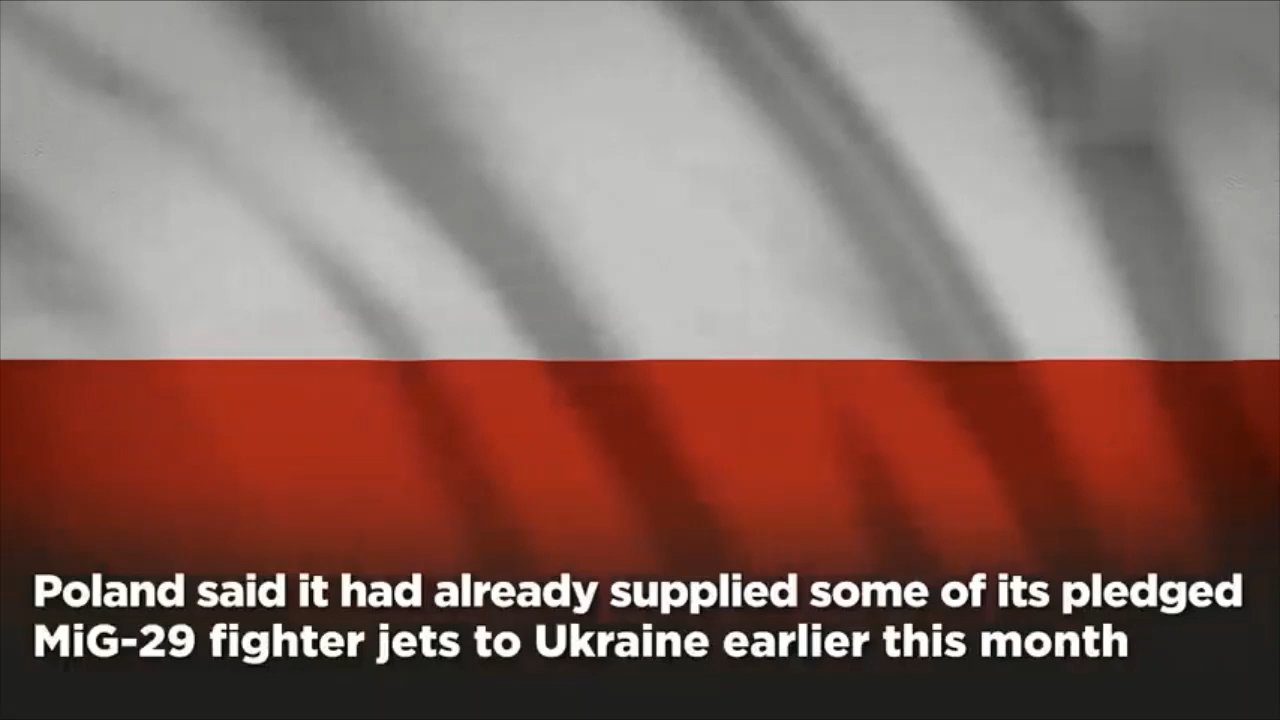 Poland said it had already supplied some of its pledged
MiG-29 fighter jets to Ukraine earlier this month